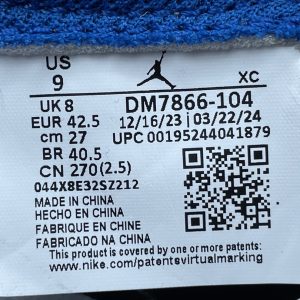 US
9
XC
UK 8
DM7866-104
EUR 42.5
12/16/23 | 03/22/24
cm 27
UPC 00195244041879
BR 40.5
CN 270 (2.5)
044X8E32SZ212
MADE IN CHINA
HECHO EN CHINA
FABRIQUE EN CHINE
FABRICADO NA CHINA
This product is covered by one or more patents.
www.nike.com/patentsvirtualmarking